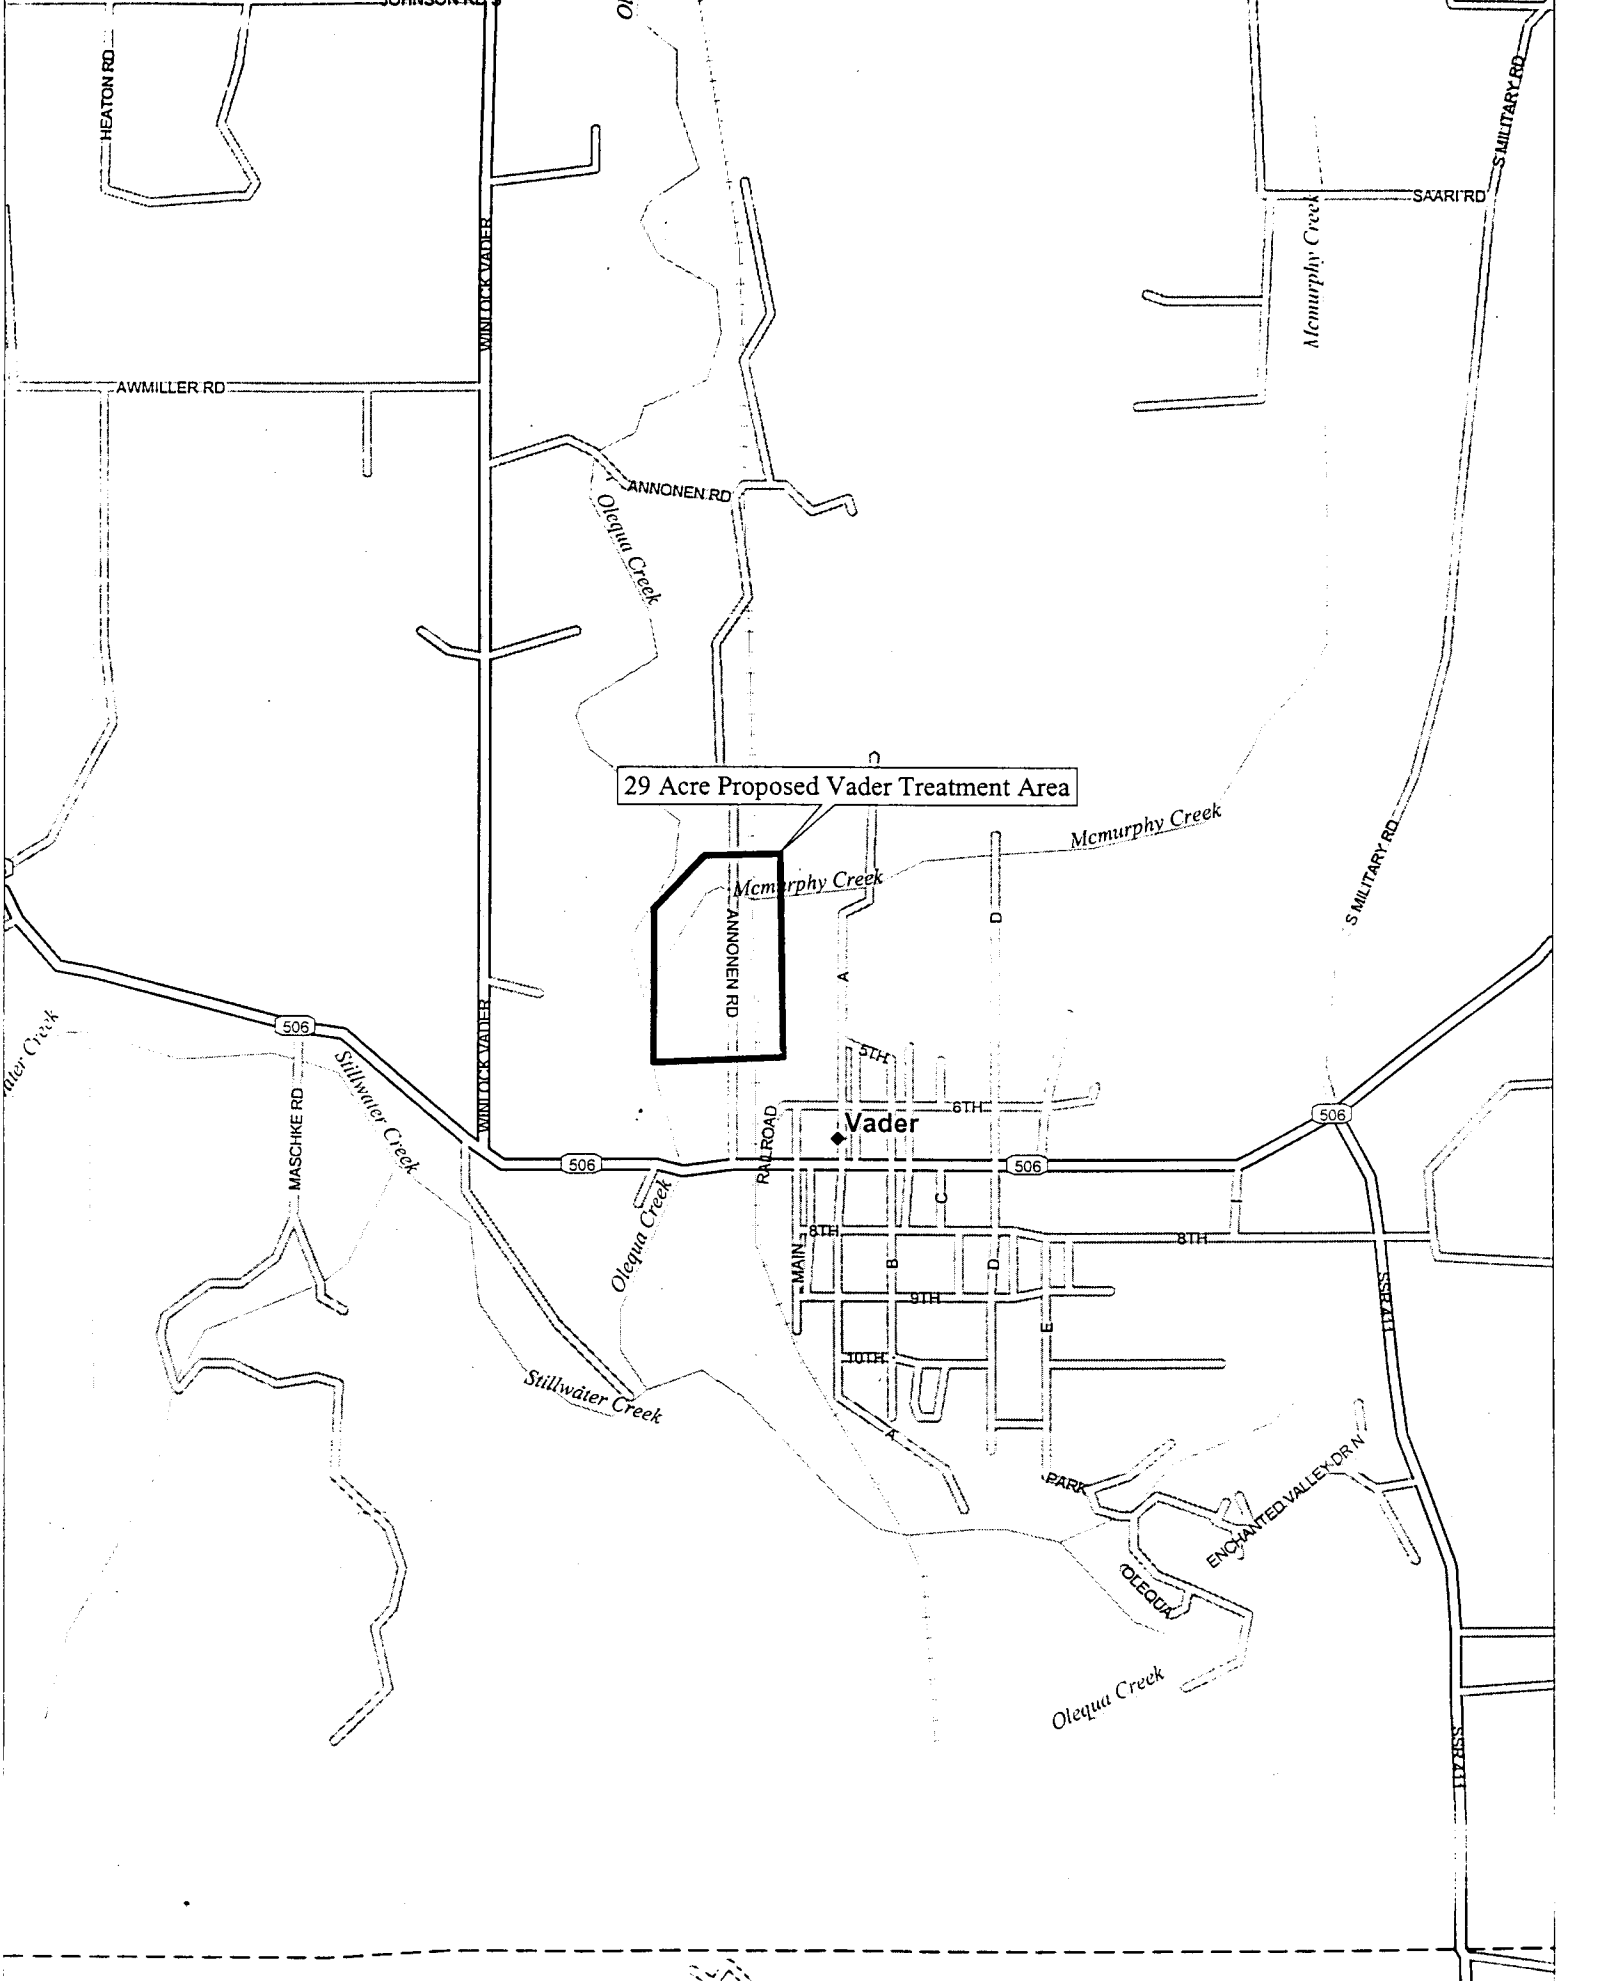 JOHNSON RD S
HEATON RD
S MILITARY RD
SAARI RD
Mcmurphy Creek
WINLOCK VADER
AWMILLER RD
ANNONEN RD
Olequa Creek
29 Acre Proposed Vader Treatment Area
Mcmurphy Creek
Mcmurphy Creek
S MILITARY RD
D
ANNONEN RD
A
506
WINLOCK VADER
Stillwater Creek
5TH
MASCHKE RD
6TH
RAILROAD
Vader
506
506
506
Olequa Creek
C
I
8TH
8TH
MAIN
B
D
9TH
E
SSR 411
10TH
Stillwater Creek
A
PARK
ENCHANTED VALLEY DR N
OLEQUA
Olequa Creek
SSR 411